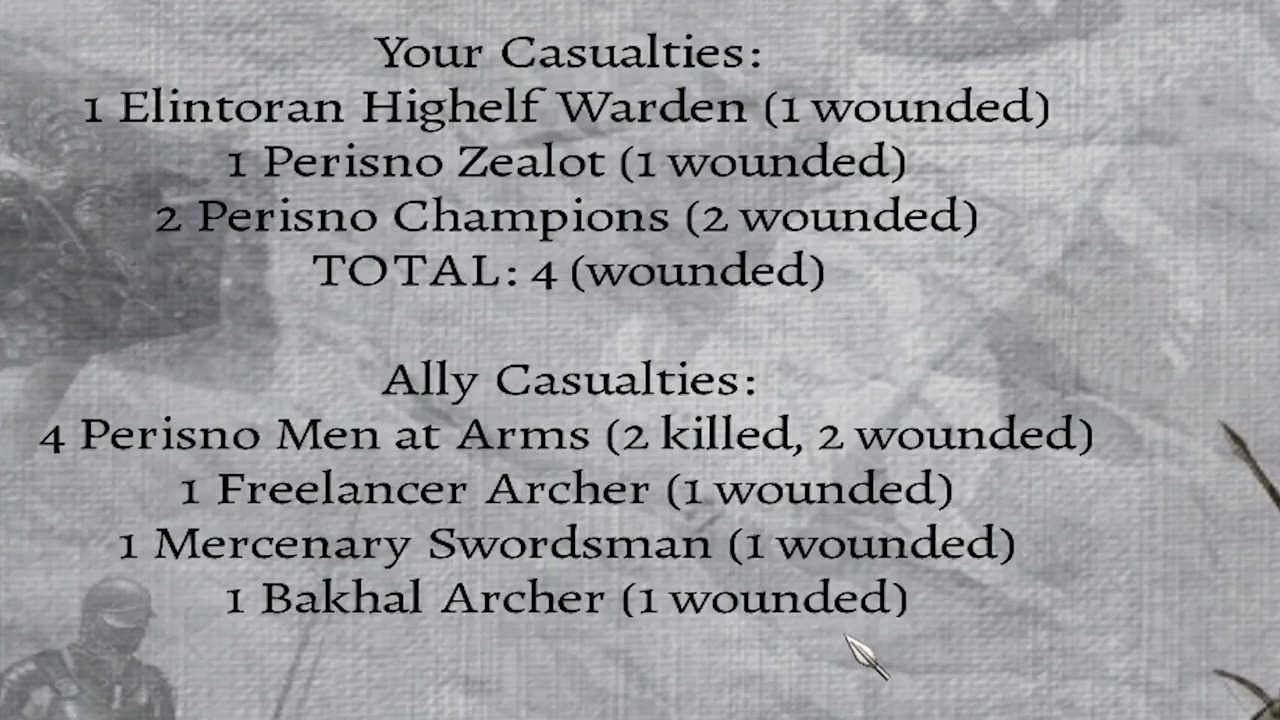 Your Casualties:
1 Elintoran Highelf Warden (1 wounded)
1 Perisno Zealot (1 wounded)
2 Perisno Champions (2 wounded)
TOTAL: 4 (wounded)
Ally Casualties:
4 Perisno Men at Arms (2 killed, 2 wounded)
1 Freelancer Archer (1 wounded)
1 Mercenary Swordsman (1 wounded)
1 Bakhal Archer (1 wounded)